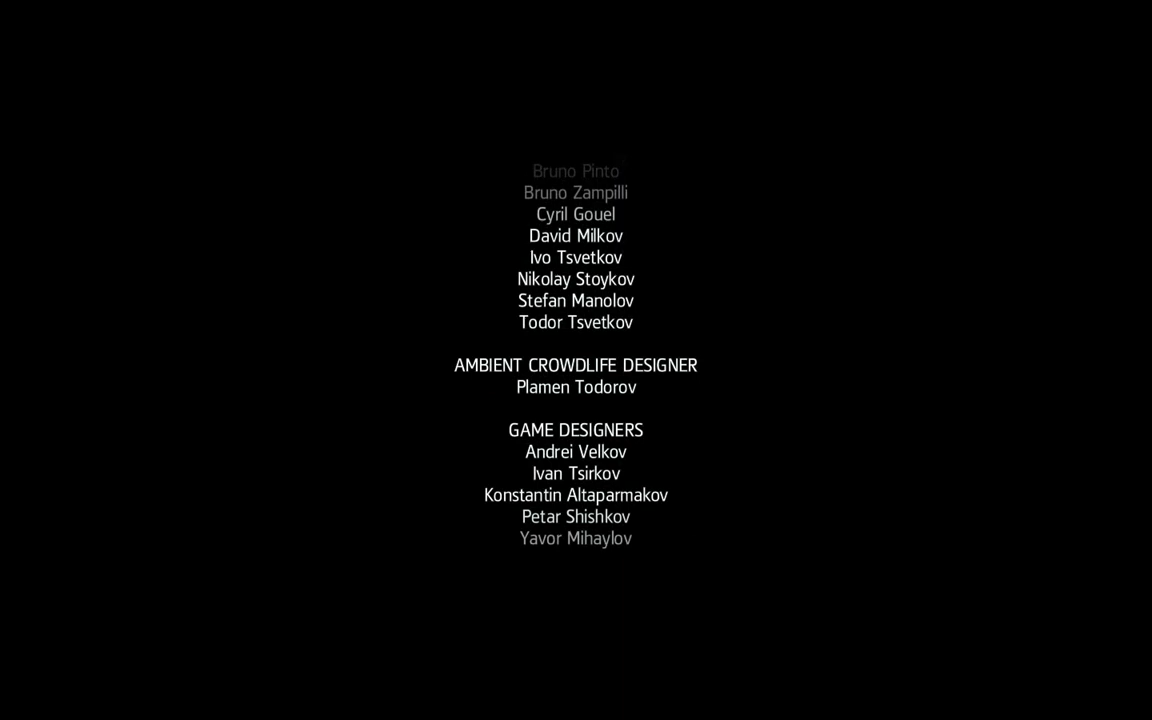 Bruno Pinto
Bruno Zampilli
Cyril Gouel
David Milkov
Ivo Tsvetkov
Nikolay Stoykov
Stefan Manolov
Todor Tsvetkov
AMBIENT CROWDLIFE DESIGNER
Plamen Todorov
GAME DESIGNERS
Andrei Velkov
Ivan Tsirkov
Konstantin Altaparmakov
Petar Shishkov
Yavor Mihaylov